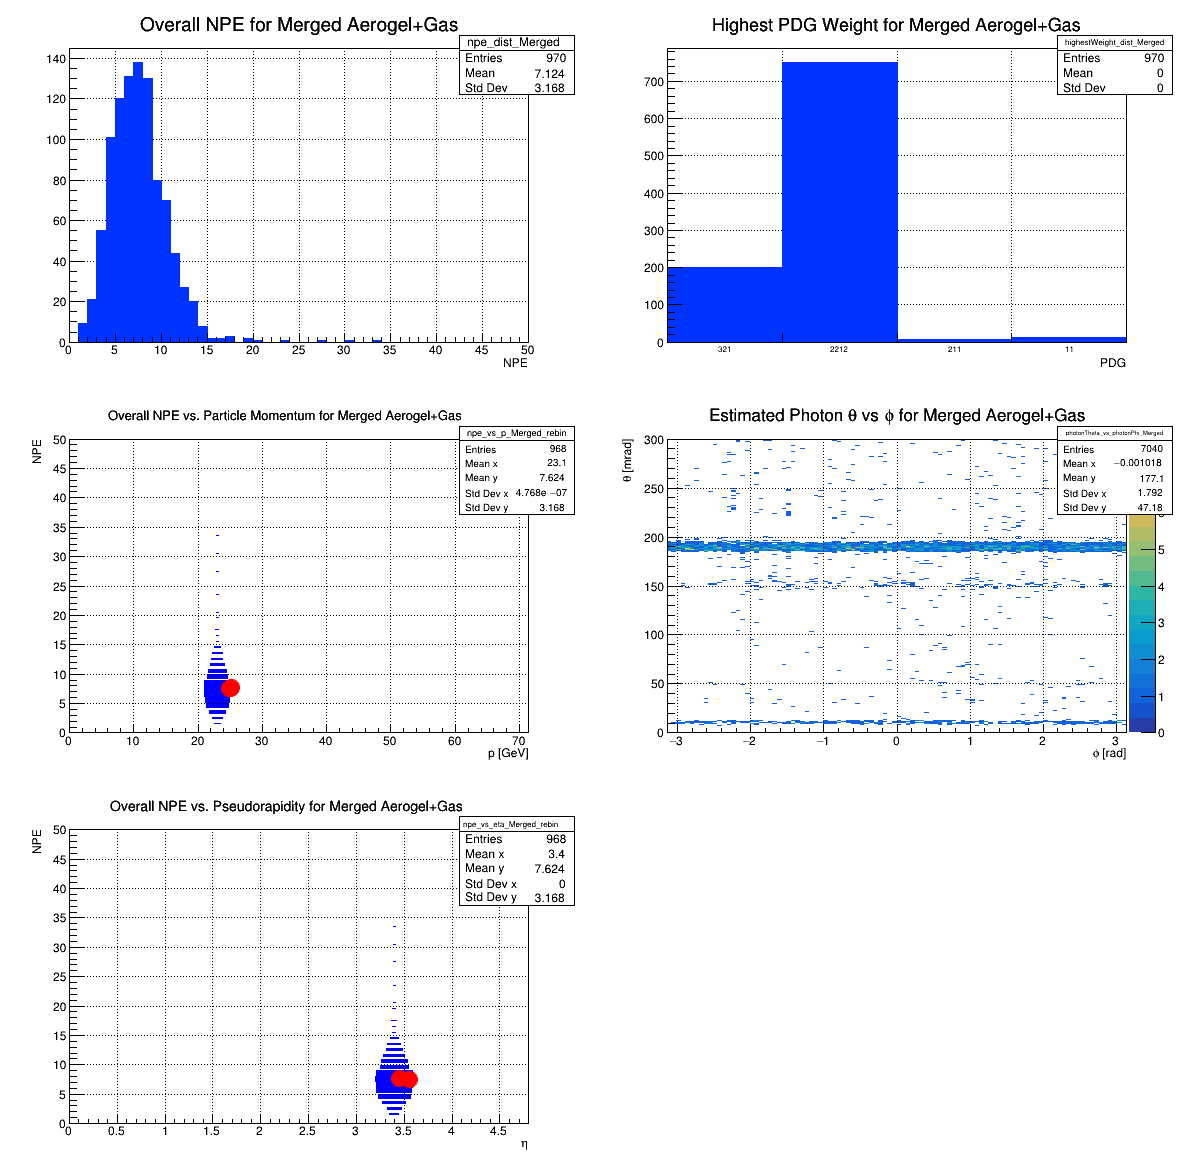 Overall NPE for Merged Aerogel+Gas
npe_dist_Merged
Entries 970
Mean 7.124
Std Dev 3.168
140
120
100
80
60
40
20
0
0 5 10 15 20 25 30 35 40 45 50
NPE
Highest PDG Weight for Merged Aerogel+Gas
highestWeight_dist_Merged
Entries 970
Mean 0
Std Dev 0
700
600
500
400
300
200
100
0
321 2212 211 11
PDG
Overall NPE vs. Particle Momentum for Merged Aerogel+Gas
npe_vs_p_Merged_rebin
Entries 968
Mean x 23.1
Mean y 7.624
Std Dev x 4.768e −07
Std Dev y 3.168
NPE
50
45
40
35
30
25
20
15
10
5
0
0 10 20 30 40 50 60 70
p [GeV]
Estimated Photon θ vs ϕ for Merged Aerogel+Gas
photonTheta_vs_photonPhi_Merged
Entries 7040
Mean x −0.001018
Mean y 177.1
Std Dev x 1.792
Std Dev y 47.18
θ [mrad]
300
250
200
150
100
50
0
−3 −2 −1 0 1 2 3
ϕ [rad]
5
4
3
2
1
0
Overall NPE vs. Pseudorapidity for Merged Aerogel+Gas
npe_vs_eta_Merged_rebin
Entries 968
Mean x 3.4
Mean y 7.624
Std Dev x 0
Std Dev y 3.168
NPE
50
45
40
35
30
25
20
15
10
5
0
0 0.5 1 1.5 2 2.5 3 3.5 4 4.5
η